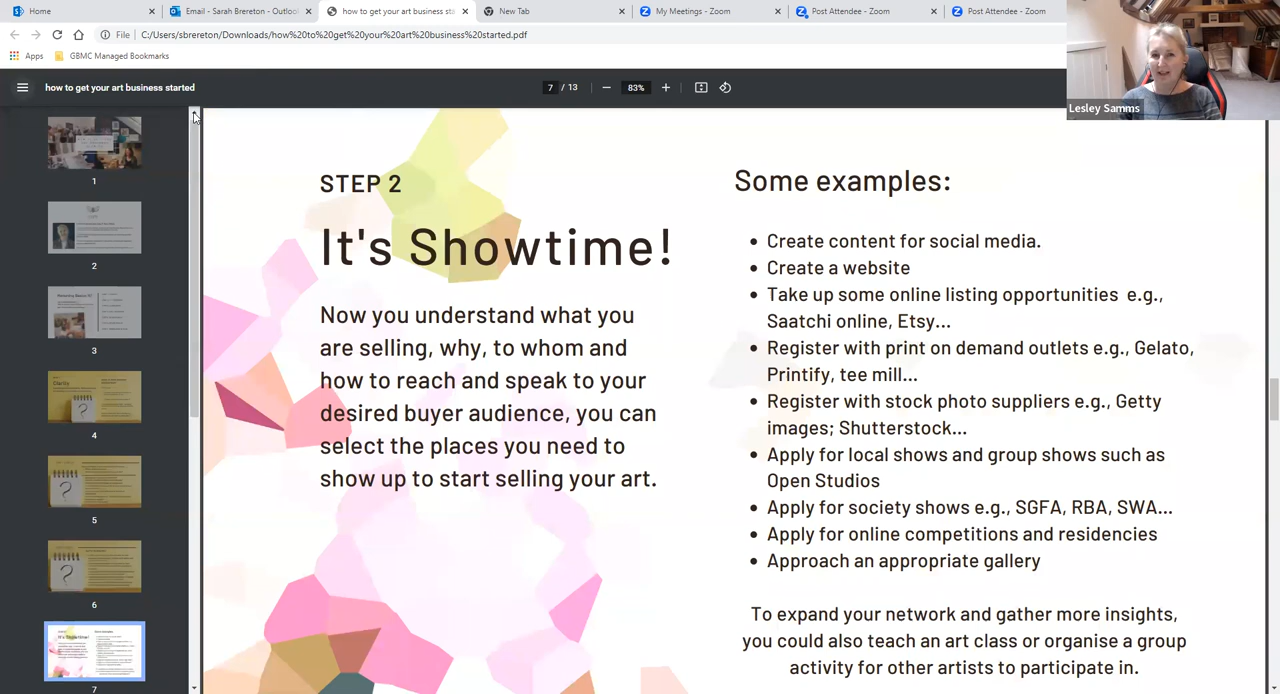 Home
Email - Sarah Brereton - Outloo
how to get your art business sta
New Tab
My Meetings - Zoom
Post Attendee - Zoom
Post Attendee - Zoom
File
C:/Users/sbrereton/Downloads/how%20to%20get%20your%20art%20business%20started.pdf
Apps
GBMC Managed Bookmarks
how to get your art business started
7 / 13
83%
Lesley Samms
1
2
3
4
5
6
7
STEP 2
It's Showtime!
Now you understand what you
are selling, why, to whom and
how to reach and speak to your
desired buyer audience, you can
select the places you need to
show up to start selling your art.
Some examples:
• Create content for social media.
• Create a website
• Take up some online listing opportunities e.g.,
Saatchi online, Etsy...
• Register with print on demand outlets e.g., Gelato,
Printify, tee mill...
• Register with stock photo suppliers e.g., Getty
images; Shutterstock...
• Apply for local shows and group shows such as
Open Studios
• Apply for society shows e.g., SGFA, RBA, SWA...
• Apply for online competitions and residencies
• Approach an appropriate gallery
To expand your network and gather more insights,
you could also teach an art class or organise a group
activity for other artists to participate in.